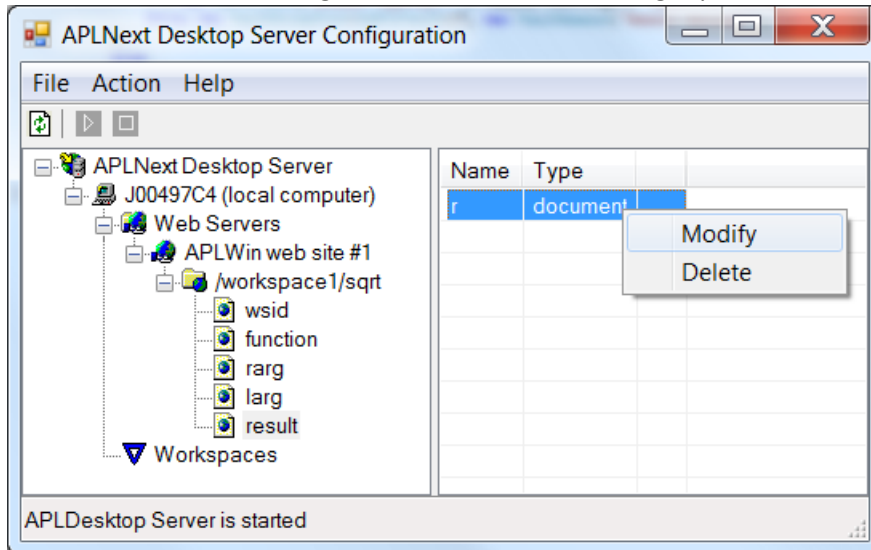 APLNext Desktop Server Configuration
File Action Help
APLNext Desktop Server
J00497C4 (local computer)
Web Servers
APLWin web site #1
/workspace1/sqrt
wsid
function
rarg
larg
result
Workspaces
Name Type
r document
Modify
Delete
APLDesktop Server is started